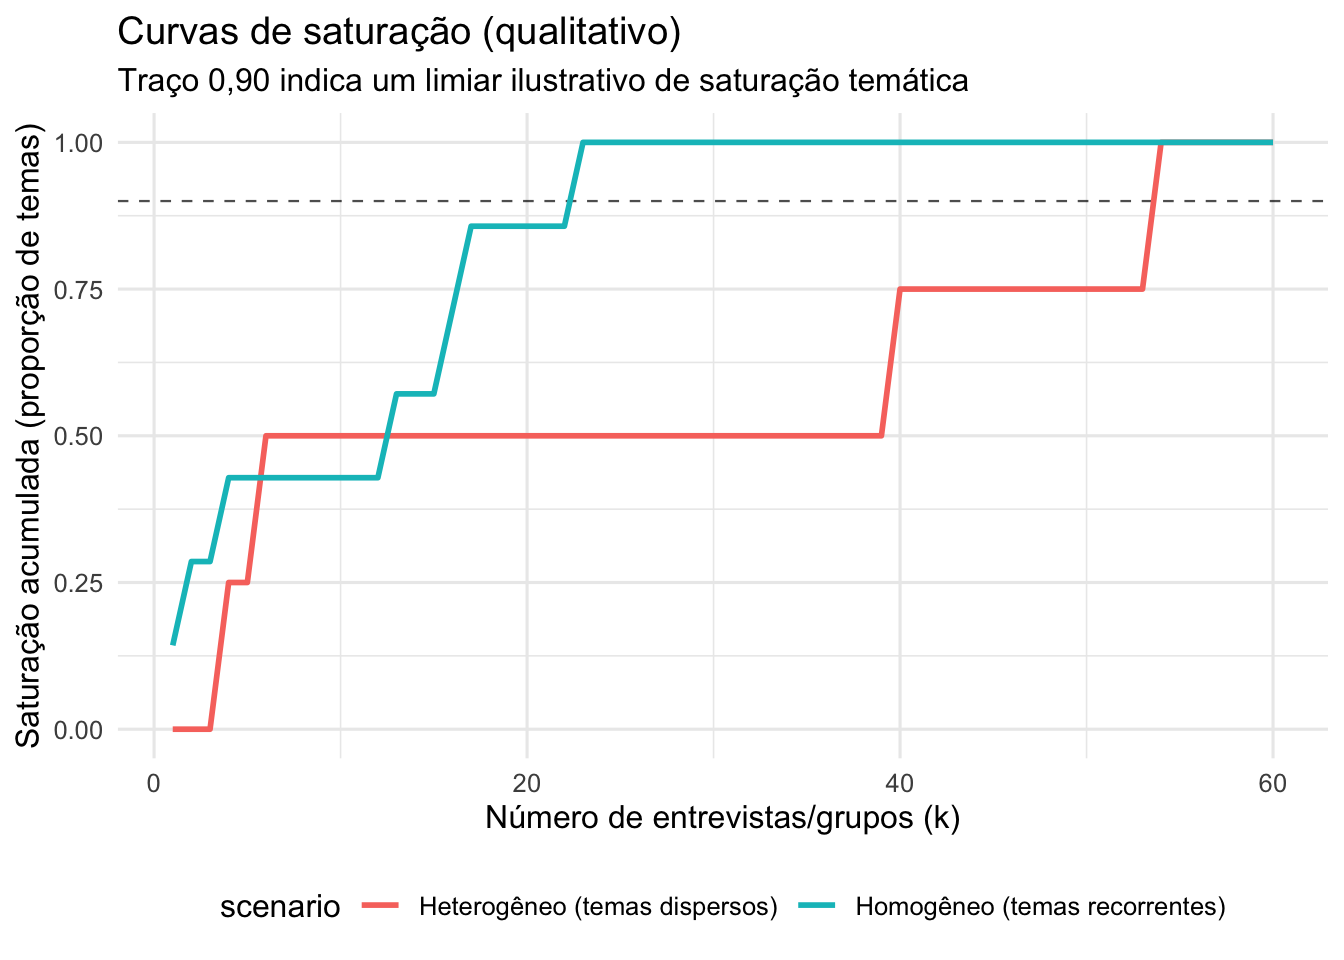 Curvas de saturação (qualitativo)
Traço 0,90 indica um limiar ilustrativo de saturação temática
Saturação acumulada (proporção de temas)
1.00
0.75
0.50
0.25
0.00
0 20 40 60
Número de entrevistas/grupos (k)
scenario Heterogêneo (temas dispersos) Homogêneo (temas recorrentes)